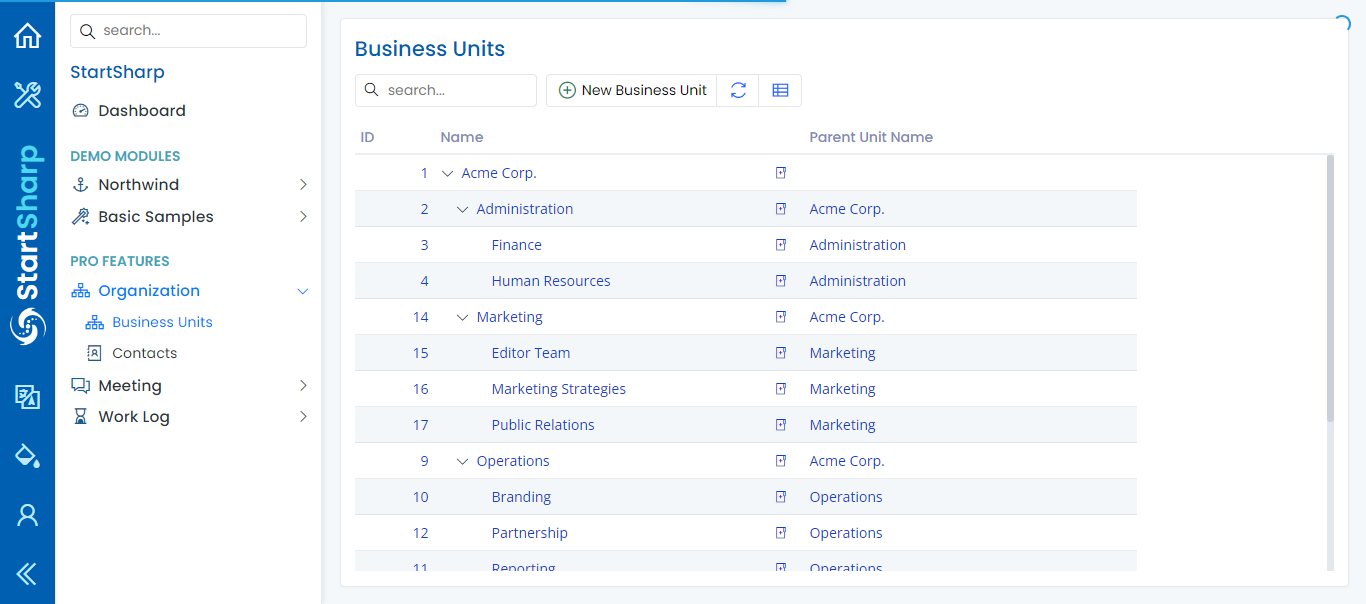 StartSharp
search...
StartSharp
Dashboard
DEMO MODULES
Northwind
Basic Samples
PRO FEATURES
Organization
Business Units
Contacts
Meeting
Work Log
Business Units
search...
New Business Unit
ID Name Parent Unit Name
1 Acme Corp.
2 Administration Acme Corp.
3 Finance Administration
4 Human Resources Administration
14 Marketing Acme Corp.
15 Editor Team Marketing
16 Marketing Strategies Marketing
17 Public Relations Marketing
9 Operations Acme Corp.
10 Branding Operations
12 Partnership Operations
11 Reporting Operations